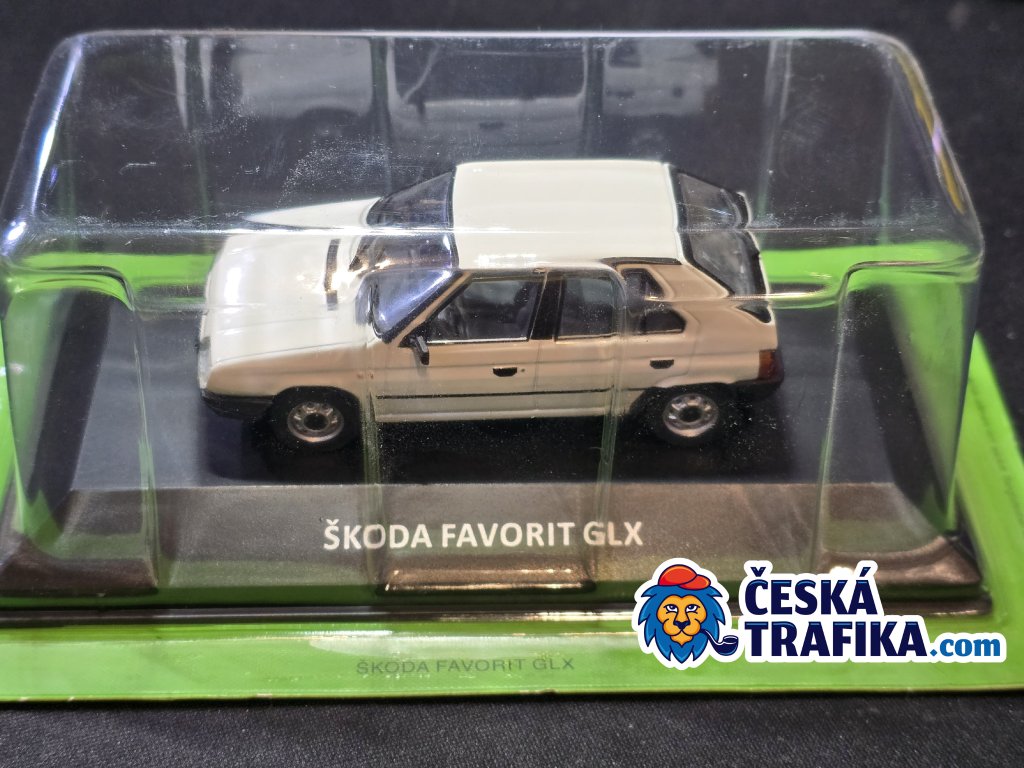 ŠKODA FAVORIT GLX
ČESKÁ
TRAFIKA.com
ŠKODA FAVORIT GLX